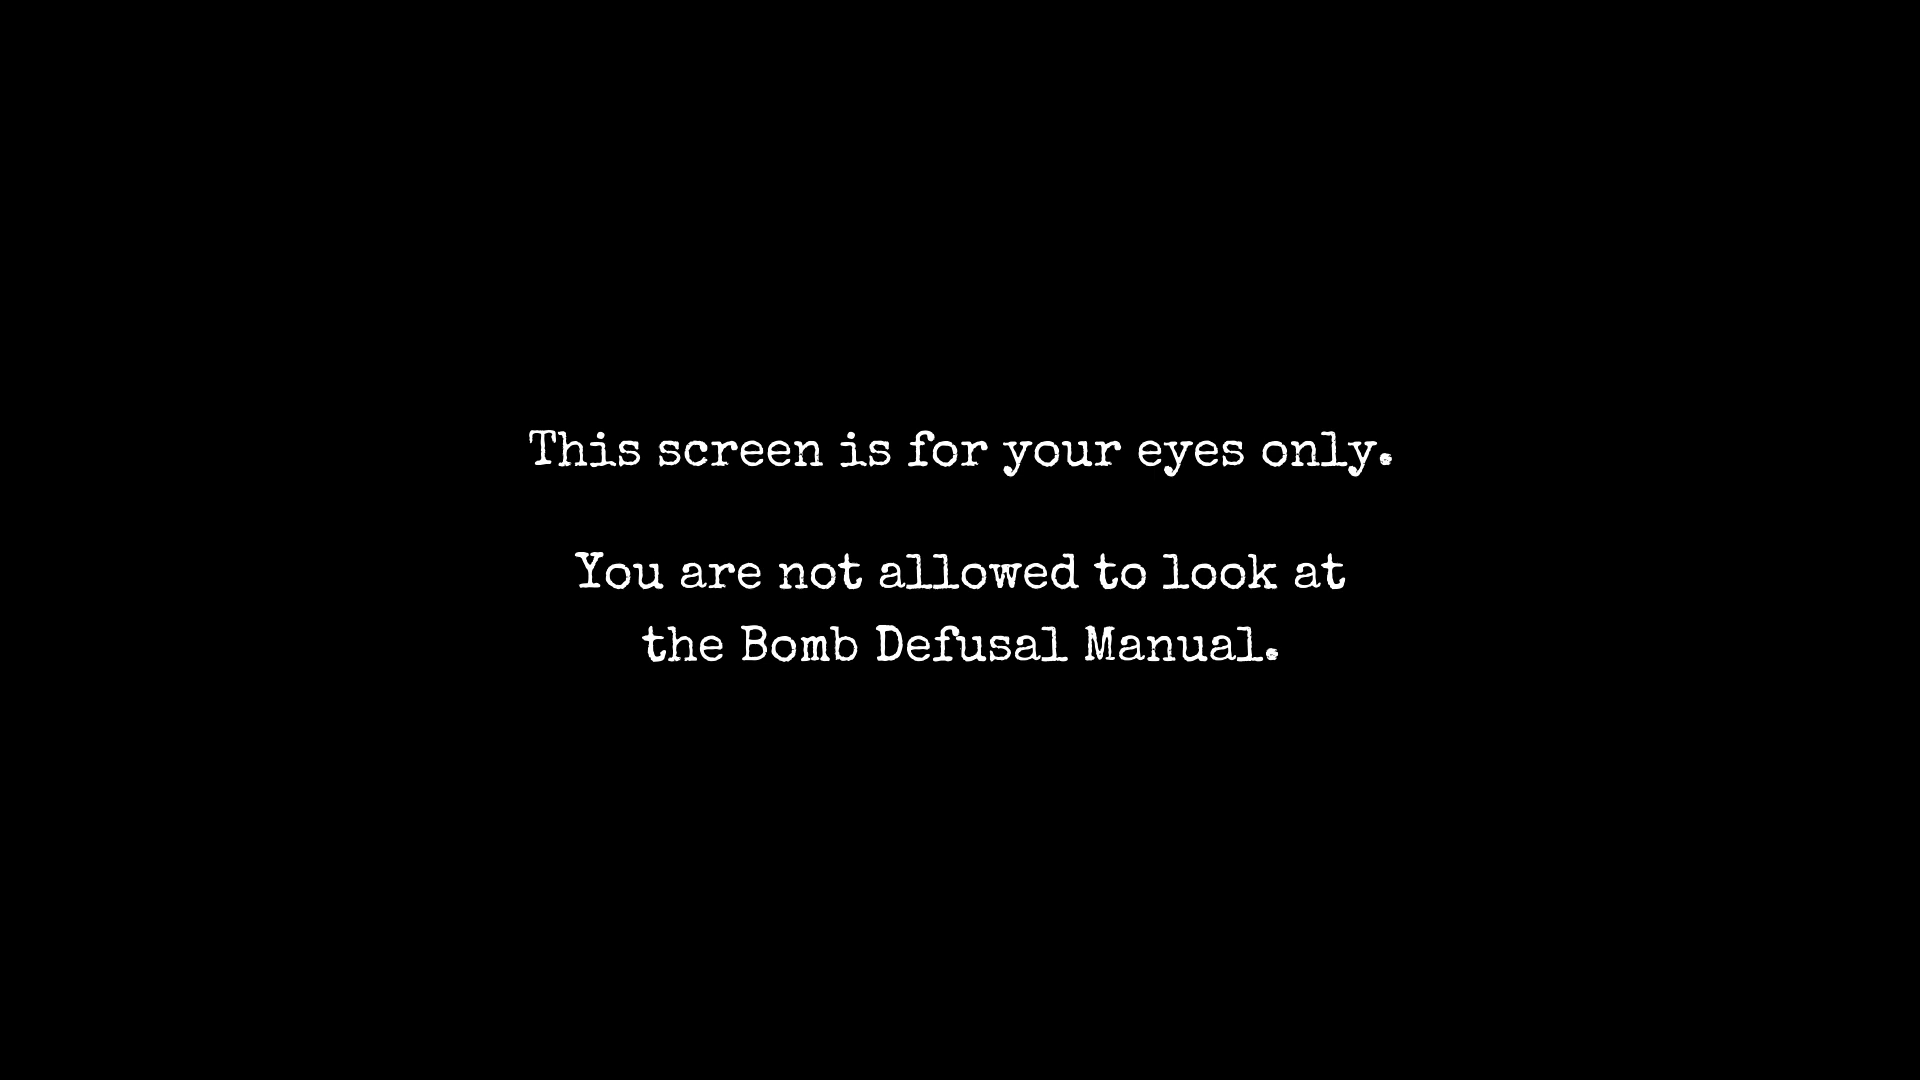 This screen is for your eyes only.
You are not allowed to look at
the Bomb Defusal Manual.